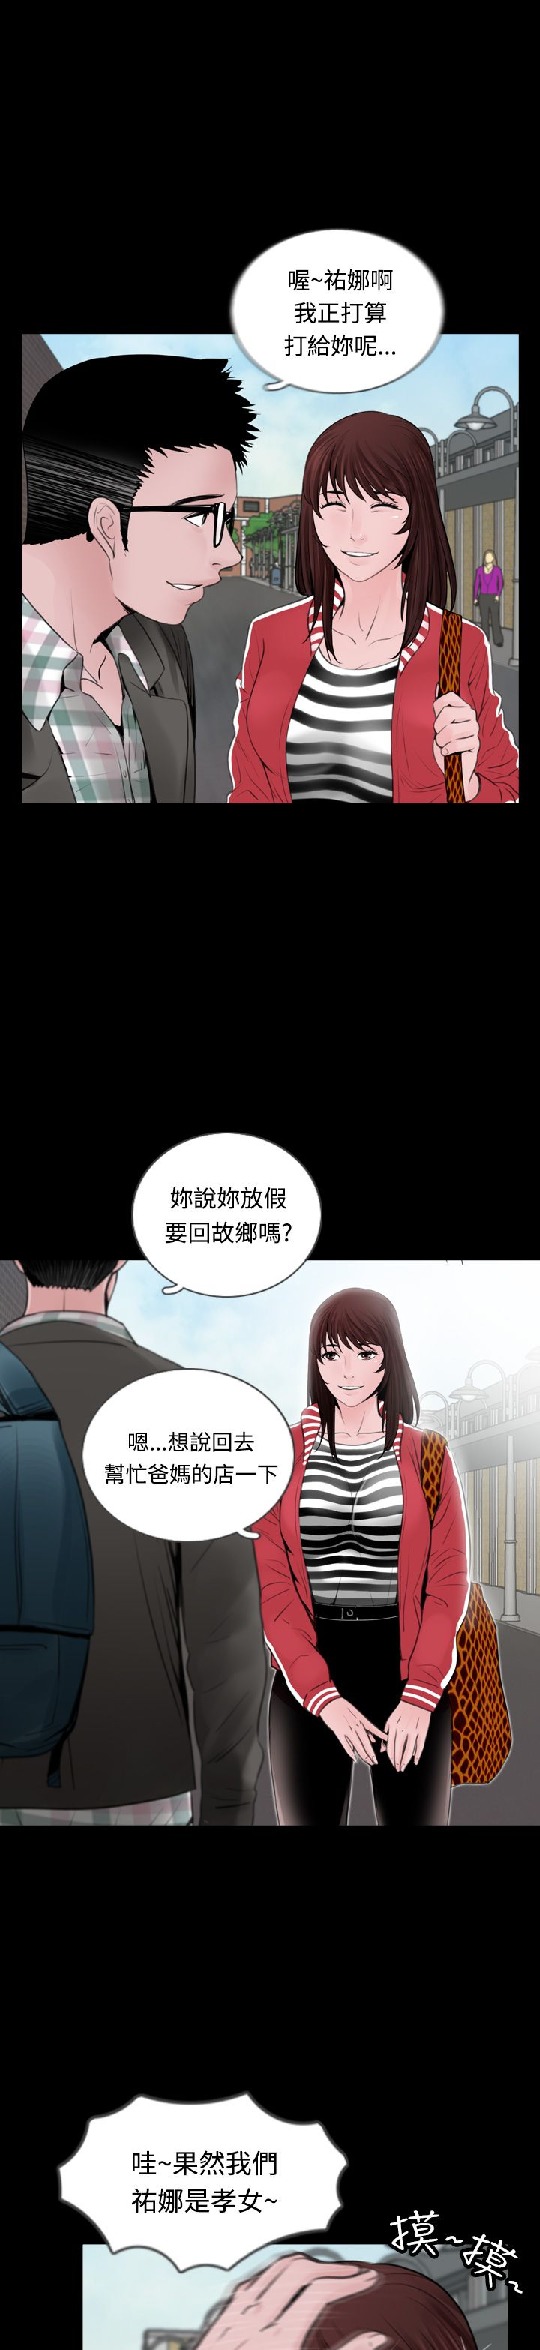 喔~祐娜啊
我正打算
打給妳呢...
妳說妳放假
要回故鄉嗎?
嗯...想說回去
幫忙爸媽的店一下
哇~果然我們
祐娜是孝女~
摸~摸~